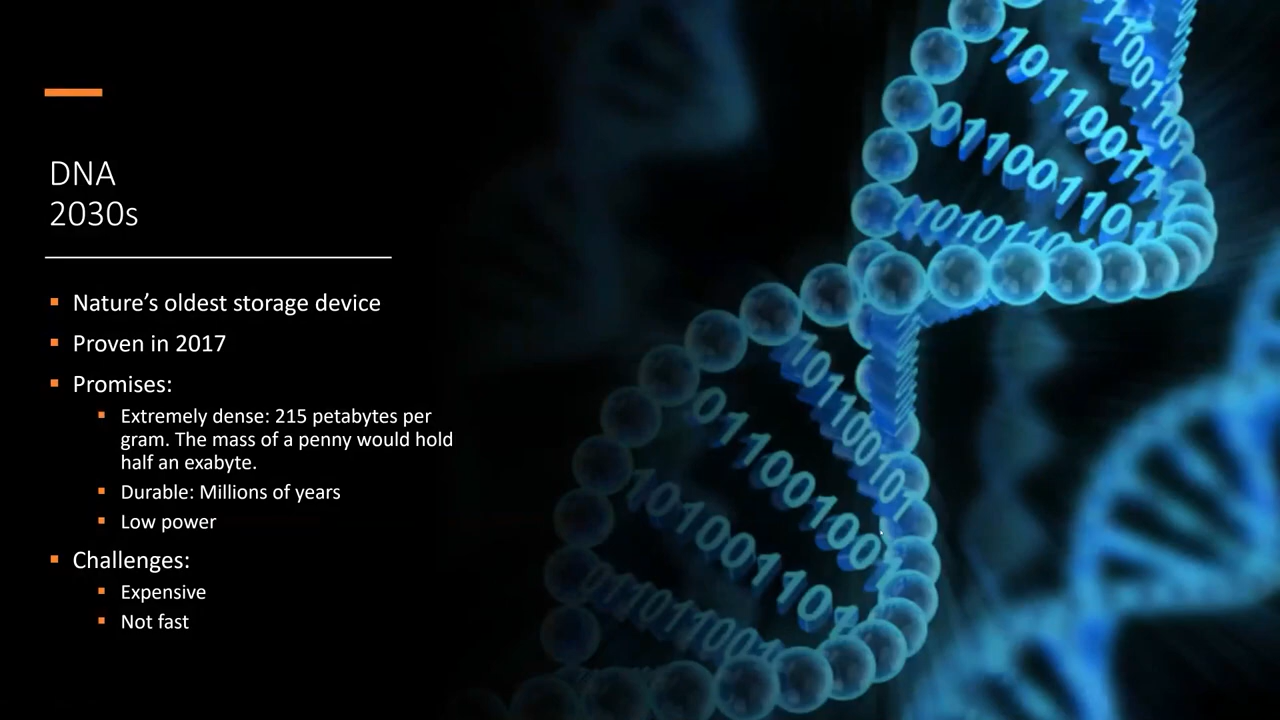 DNA
2030s
Nature’s oldest storage device
Proven in 2017
Promises:
Extremely dense: 215 petabytes per
gram. The mass of a penny would hold
half an exabyte.
Durable: Millions of years
Low power
Challenges:
Expensive
Not fast